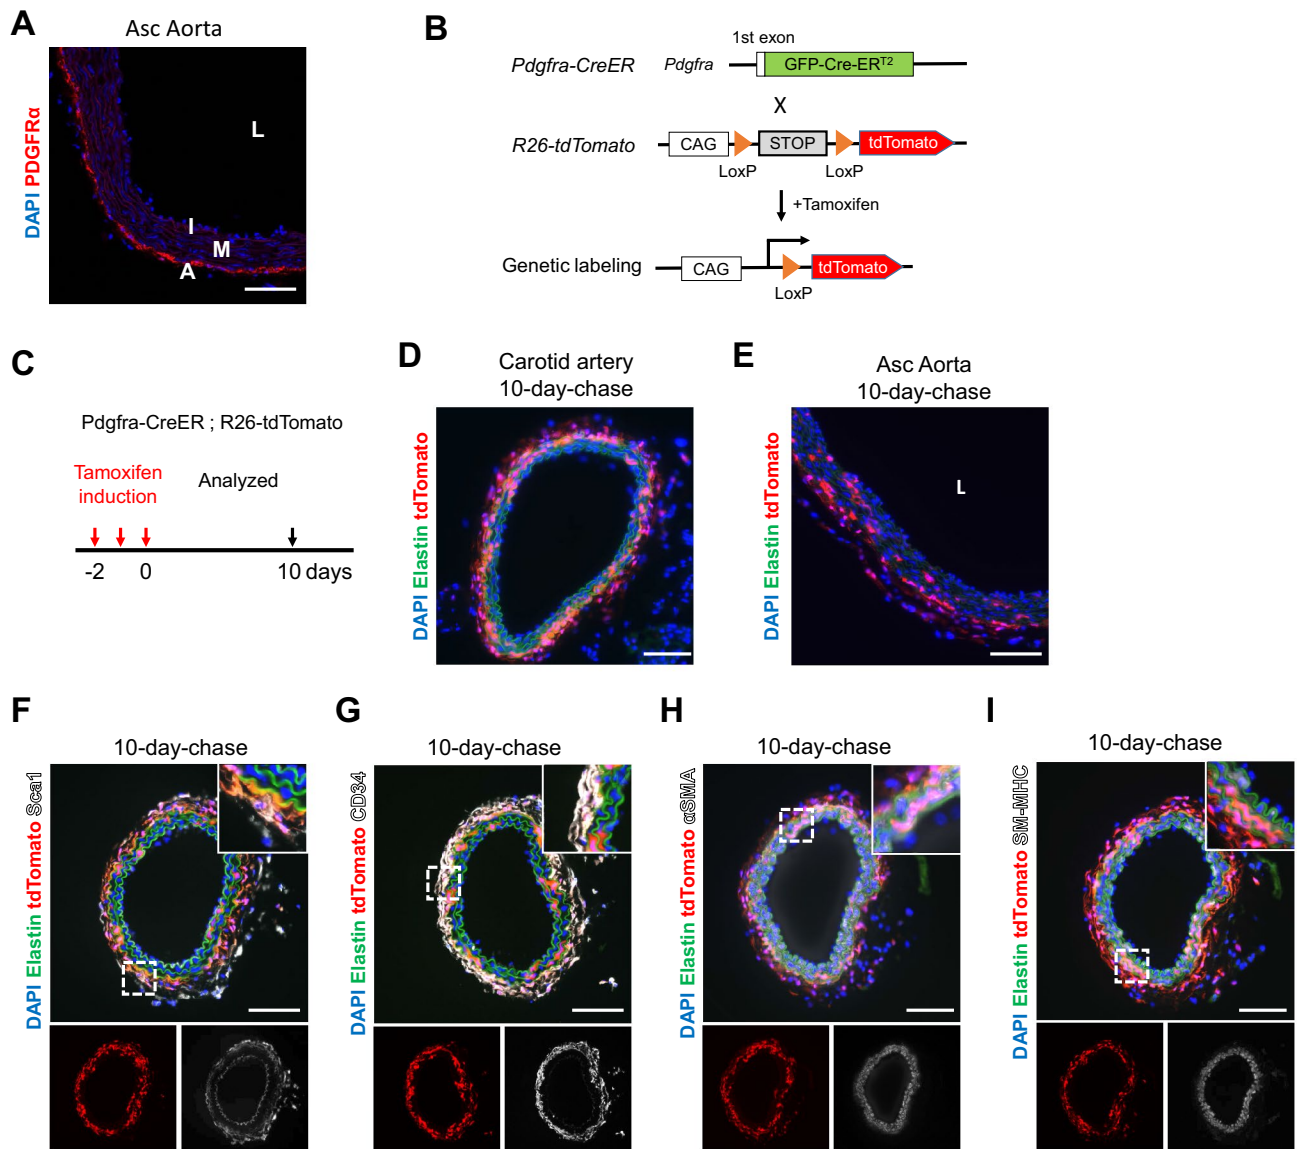 A
Asc Aorta
DAPI PDGFRα
L
I
M
A
B
1st exon
Pdgfra-CreER
Pdgfra
GFP-Cre-ERT2
X
R26-tdTomato
CAG
STOP
tdTomato
LoxP
LoxP
+Tamoxifen
Genetic labeling
CAG
tdTomato
LoxP
C
Pdgfra-CreER ; R26-tdTomato
Tamoxifen
induction
Analyzed
-2
0
10 days
D
Carotid artery
10-day-chase
DAPI Elastin tdTomato
E
Asc Aorta
10-day-chase
DAPI Elastin tdTomato
L
F
10-day-chase
DAPI Elastin tdTomato Sca1
G
10-day-chase
DAPI Elastin tdTomato CD34
H
10-day-chase
DAPI Elastin tdTomato αSMA
I
10-day-chase
DAPI Elastin tdTomato SM-MHC